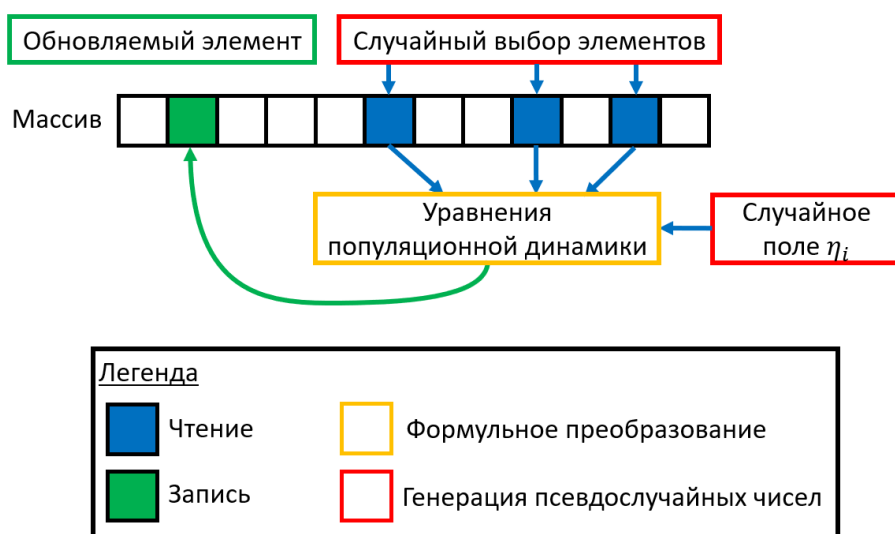 Обновляемый элемент
Случайный выбор элементов
Массив
Уравнения
популяционной динамики
Случайное
поле ηᵢ
Легенда
Чтение
Формульное преобразование
Запись
Генерация псевдослучайных чисел